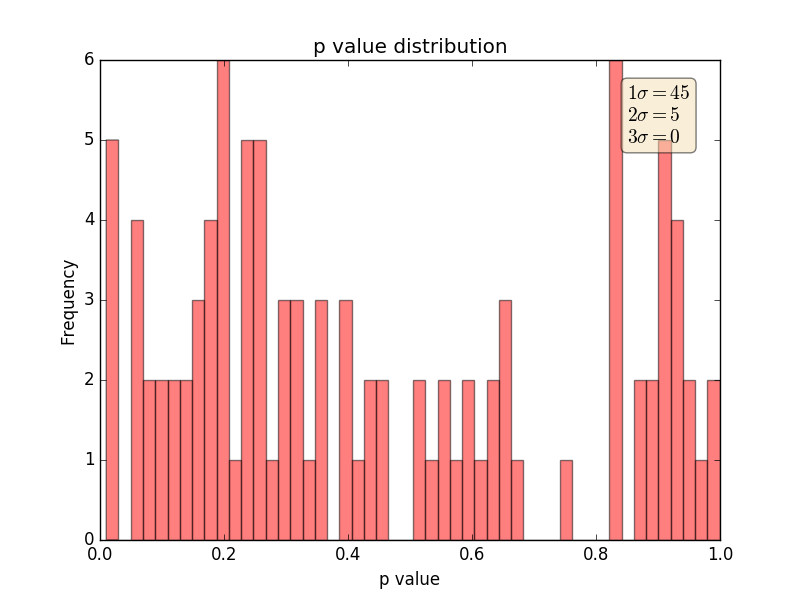 p value distribution
1σ = 45
2σ = 5
3σ = 0
Frequency
6
5
4
3
2
1
0
0.0 0.2 0.4 0.6 0.8 1.0
p value